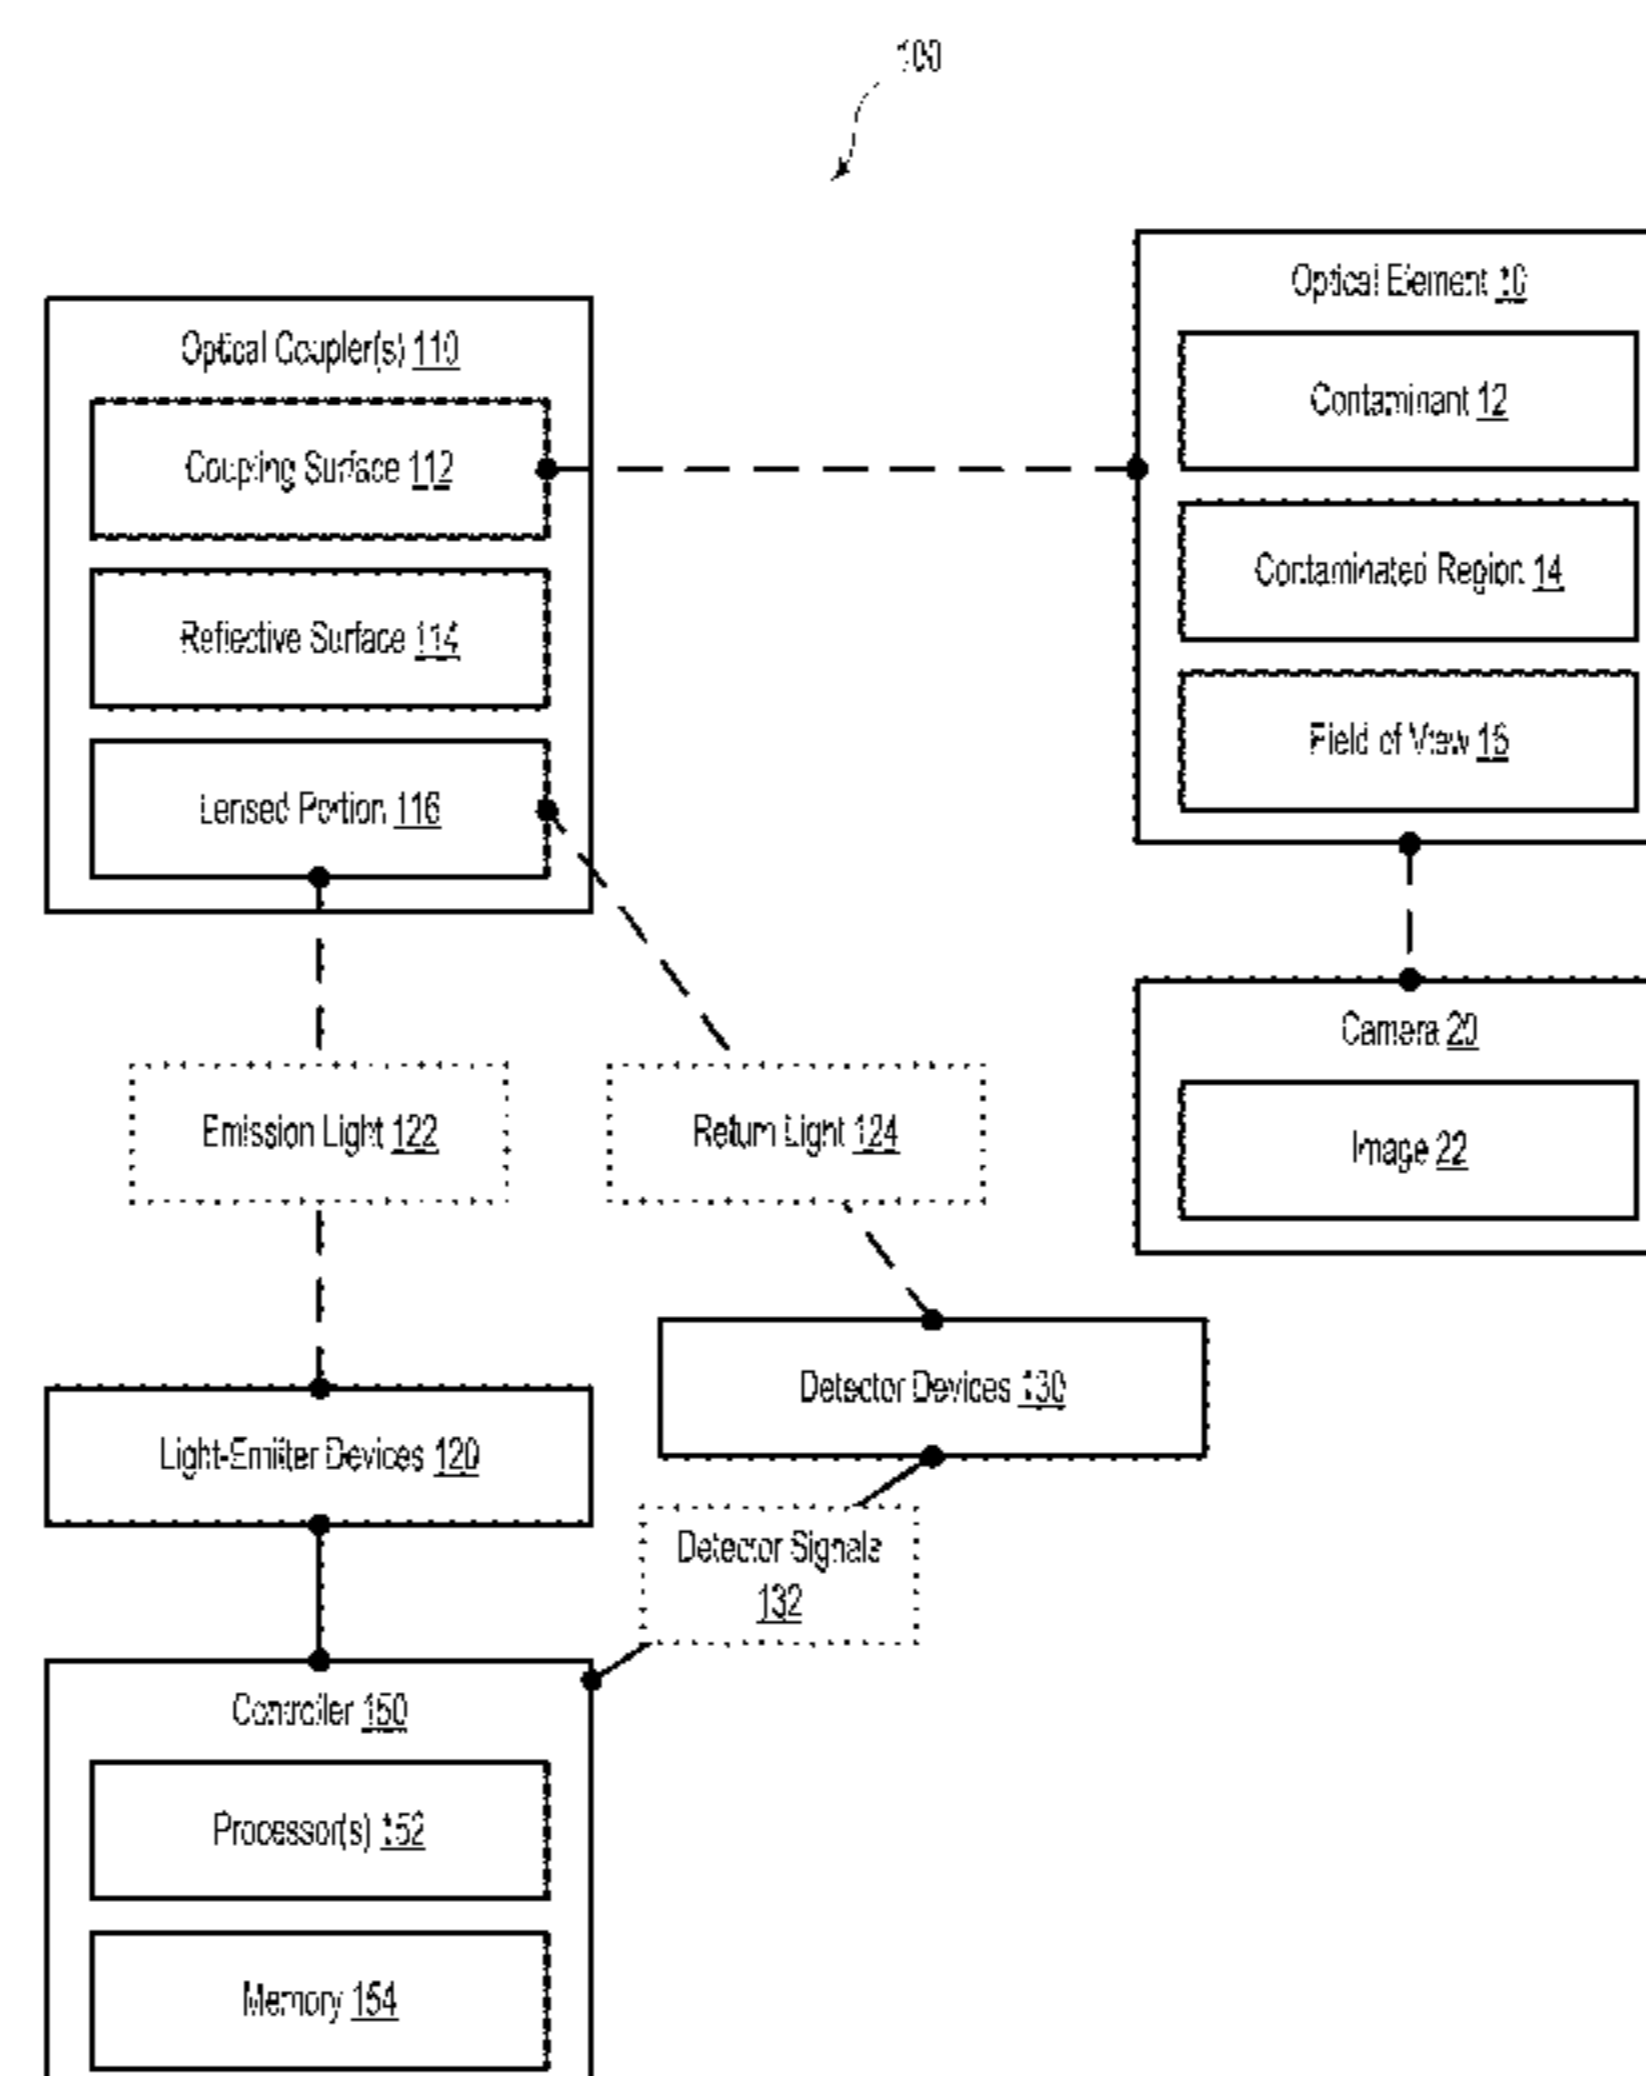 100
Optical Element 10
Contaminant 12
Contaminated Region 14
Field of View 16
Optical Coupler(s) 110
Coupling Surface 112
Reflective Surface 114
Lensed Portion 116
Camera 20
Image 22
Emission Light 122
Return Light 124
Detector Devices 130
Light-Emitter Devices 120
Detector Signals
132
Controller 150
Processor(s) 152
Memory 154